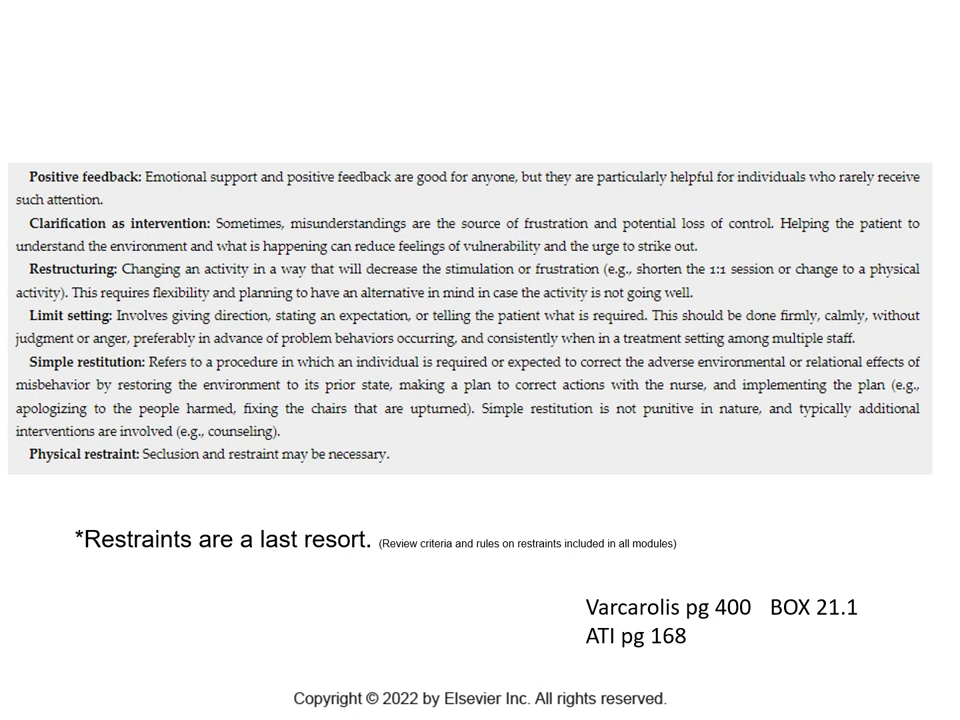 Positive feedback: Emotional support and positive feedback are good for anyone, but they are particularly helpful for individuals who rarely receive
such attention.
Clarification as intervention: Sometimes, misunderstandings are the source of frustration and potential loss of control. Helping the patient to
understand the environment and what is happening can reduce feelings of vulnerability and the urge to strike out.
Restructuring: Changing an activity in a way that will decrease the stimulation or frustration (e.g., shorten the 1:1 session or change to a physical
activity). This requires flexibility and planning to have an alternative in mind in case the activity is not going well.
Limit setting: Involves giving direction, stating an expectation, or telling the patient what is required. This should be done firmly, calmly, without
judgment or anger, preferably in advance of problem behaviors occurring, and consistently when in a treatment setting among multiple staff.
Simple restitution: Refers to a procedure in which an individual is required or expected to correct the adverse environmental or relational effects of
misbehavior by restoring the environment to its prior state, making a plan to correct actions with the nurse, and implementing the plan (e.g.,
apologizing to the people harmed, fixing the chairs that are upturned). Simple restitution is not punitive in nature, and typically additional
interventions are involved (e.g., counseling).
Physical restraint: Seclusion and restraint may be necessary.
*Restraints are a last resort. (Review criteria and rules on restraints included in all modules)
Varcarolis pg 400 BOX 21.1
ATI pg 168
Copyright © 2022 by Elsevier Inc. All rights reserved.